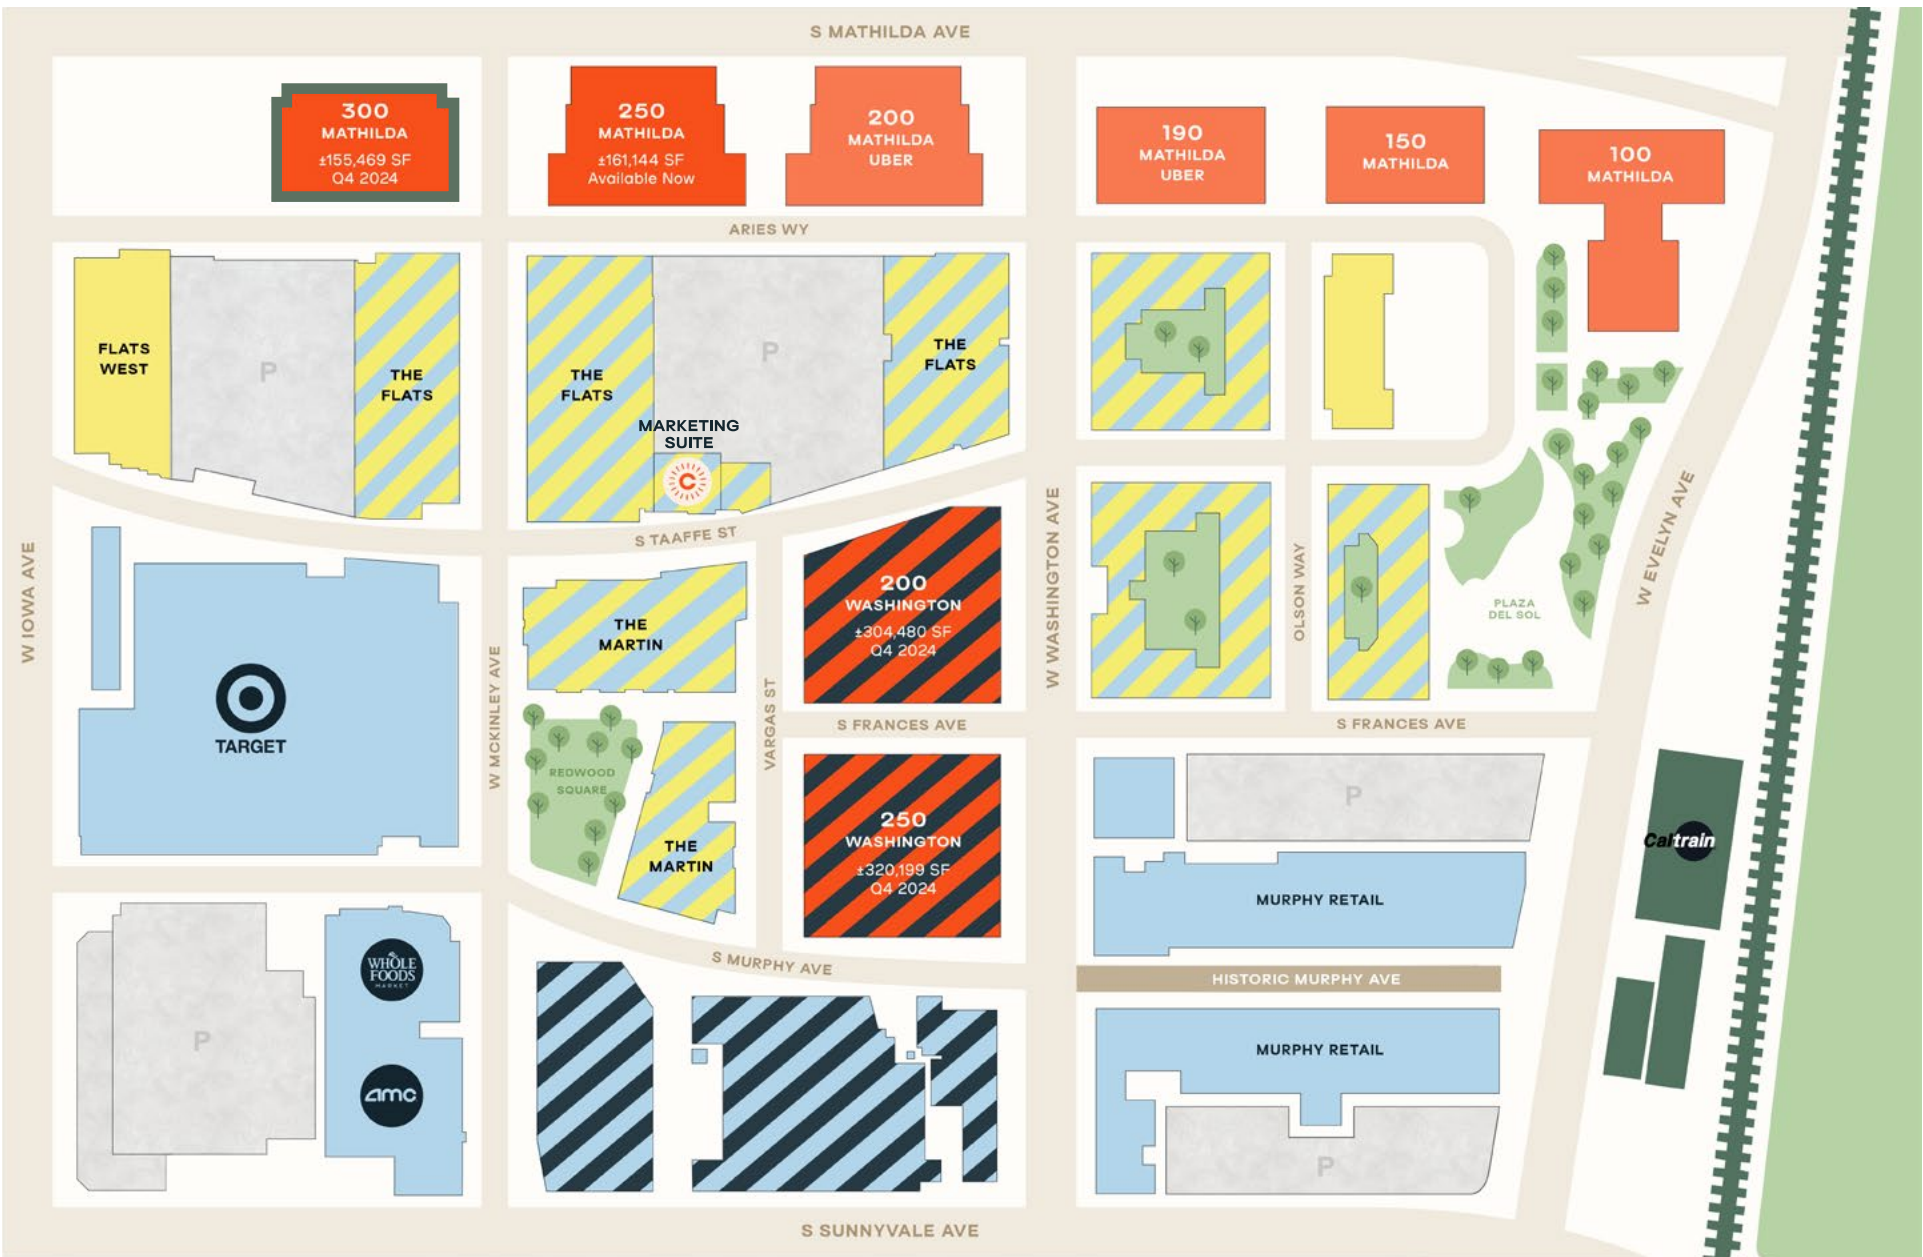 S MATHILDA AVE
300
MATHILDA
±155,469 SF
Q4 2024
250
MATHILDA
±161,144 SF
Available Now
200
MATHILDA
UBER
190
MATHILDA
UBER
150
MATHILDA
100
MATHILDA
ARIES WY
FLATS
WEST
P
THE
FLATS
THE
FLATS
P
THE
FLATS
MARKETING
SUITE
C
S TAAFFE ST
W IOWA AVE
TARGET
W MCKINLEY AVE
THE
MARTIN
REDWOOD
SQUARE
THE
MARTIN
VARGAS ST
200
WASHINGTON
±304,480 SF
Q4 2024
S FRANCES AVE
250
WASHINGTON
±320,199 SF
Q4 2024
W WASHINGTON AVE
OLSON WAY
PLAZA
DEL SOL
W EVELYN AVE
S FRANCES AVE
P
Caltrain
MURPHY RETAIL
HISTORIC MURPHY AVE
MURPHY RETAIL
P
S MURPHY AVE
P
WHOLE
FOODS
MARKET
amc
S SUNNYVALE AVE